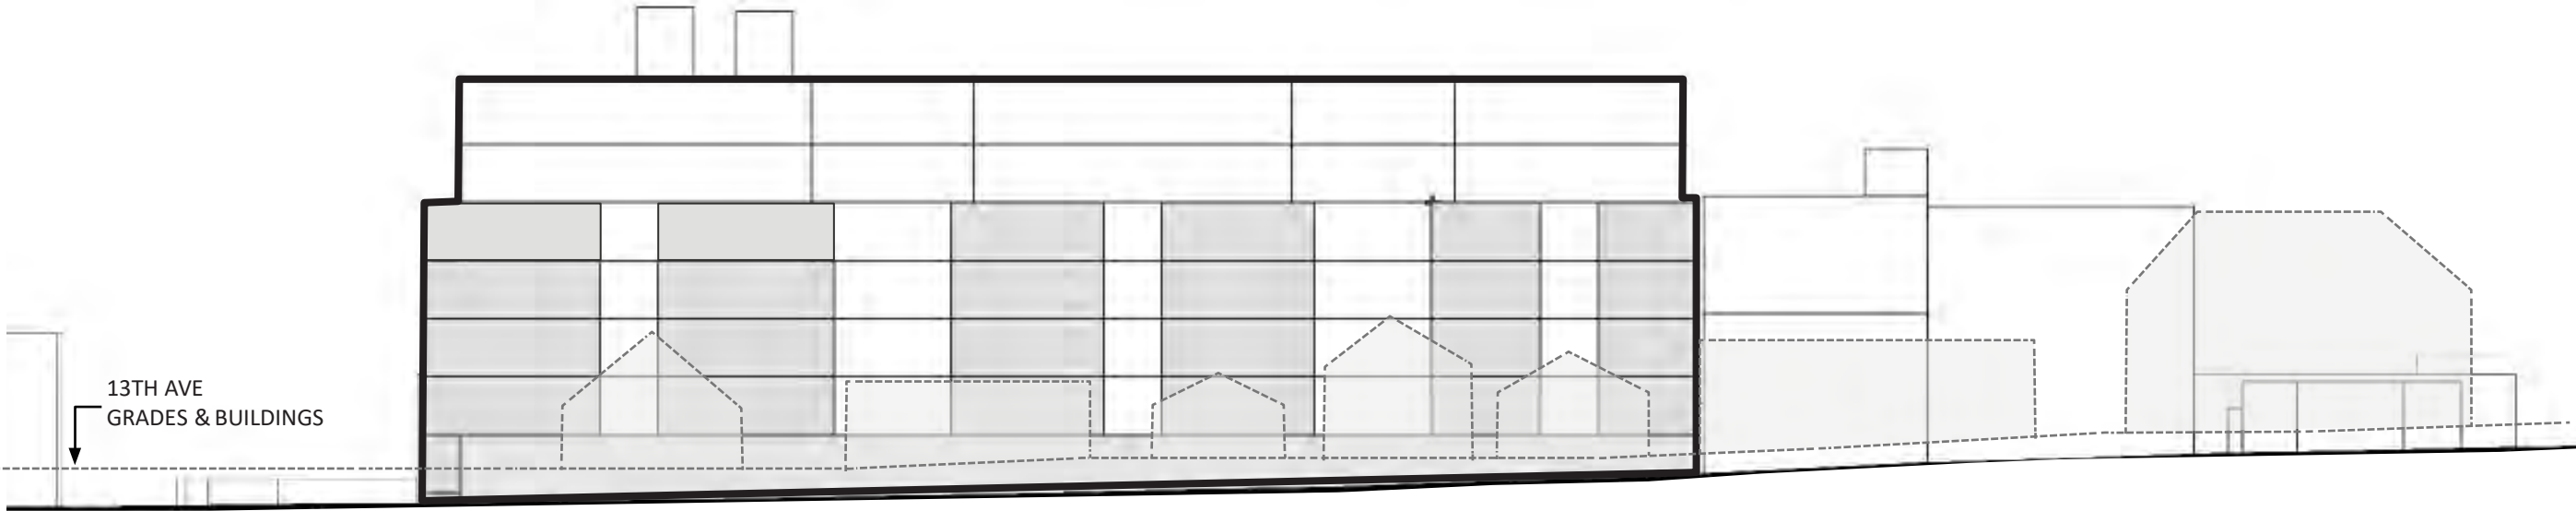 13TH AVE
GRADES & BUILDINGS